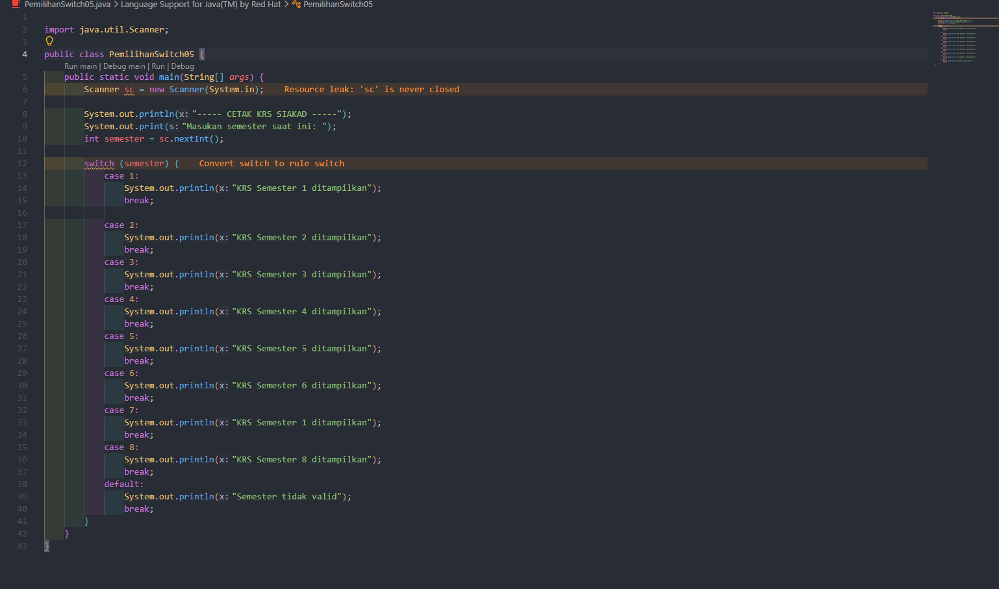 PemilihanSwitch05.java > Language Support for Java(TM) by Red Hat > PemilihanSwitch05
1
2 import java.util.Scanner;
3
4 public class PemilihanSwitch05 {
Run main | Debug main | Run | Debug
5 public static void main(String[] args) {
6 Scanner sc = new Scanner(System.in); Resource leak: 'sc' is never closed
7
8 System.out.println(x: "----- CETAK KRS SIAKAD -----");
9 System.out.print(s: "Masukan semester saat ini: ");
10 int semester = sc.nextInt();
11
12 switch (semester) { Convert switch to rule switch
13 case 1:
14 System.out.println(x: "KRS Semester 1 ditampilkan");
15 break;
16
17 case 2:
18 System.out.println(x: "KRS Semester 2 ditampilkan");
19 break;
20 case 3:
21 System.out.println(x: "KRS Semester 3 ditampilkan");
22 break;
23 case 4:
24 System.out.println(x: "KRS Semester 4 ditampilkan");
25 break;
26 case 5:
27 System.out.println(x: "KRS Semester 5 ditampilkan");
28 break;
29 case 6:
30 System.out.println(x: "KRS Semester 6 ditampilkan");
31 break;
32 case 7:
33 System.out.println(x: "KRS Semester 1 ditampilkan");
34 break;
35 case 8:
36 System.out.println(x: "KRS Semester 8 ditampilkan");
37 break;
38 default:
39 System.out.println(x: "Semester tidak valid");
40 break;
41 }
42 }
43 }